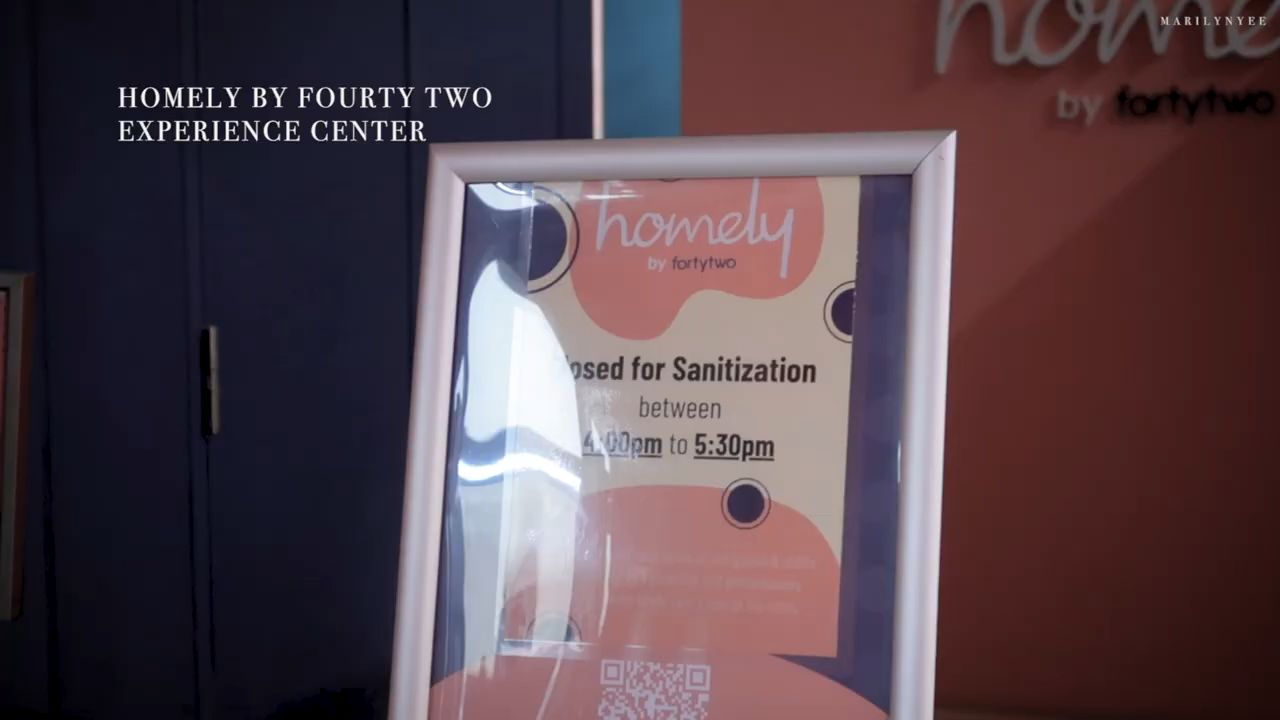 MARILYNYEE
HOMELY BY FOURTY TWO
EXPERIENCE CENTER
home
by fortytwo
homely
by fortytwo
losed for Sanitization
between
4:00pm to 5:30pm